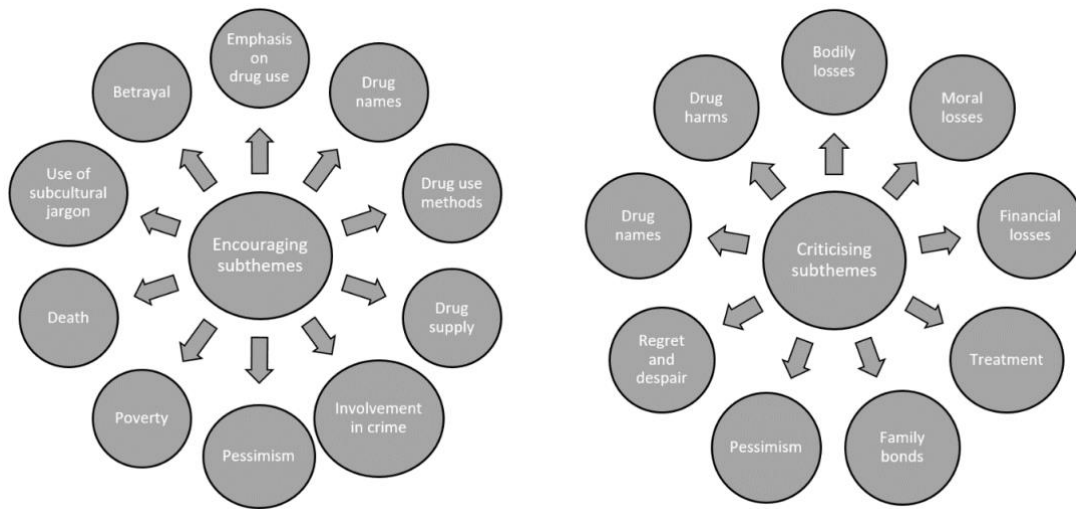 Encouraging
subthemes
Emphasis
on
drug use
Drug
names
Drug use
methods
Drug
supply
Involvement
in crime
Pessimism
Poverty
Death
Use of
subcultural
jargon
Betrayal
Criticising
subthemes
Bodily
losses
Moral
losses
Financial
losses
Treatment
Family
bonds
Pessimism
Regret
and
despair
Drug
names
Drug
harms